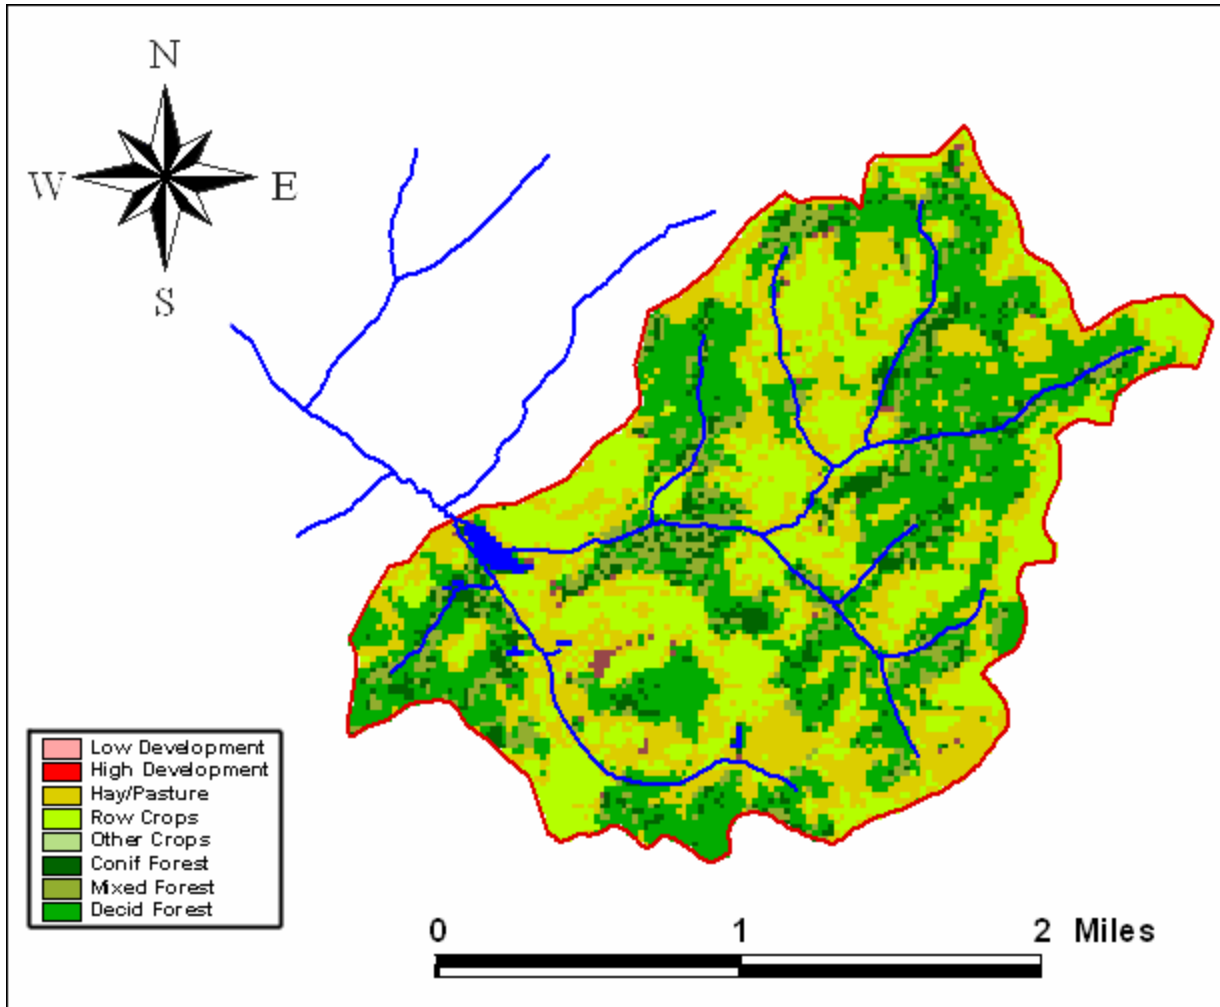 N
W E
S
Low Development
High Development
Hay/Pasture
Row Crops
Other Crops
Conif Forest
Mixed Forest
Decid Forest
0 1 2 Miles